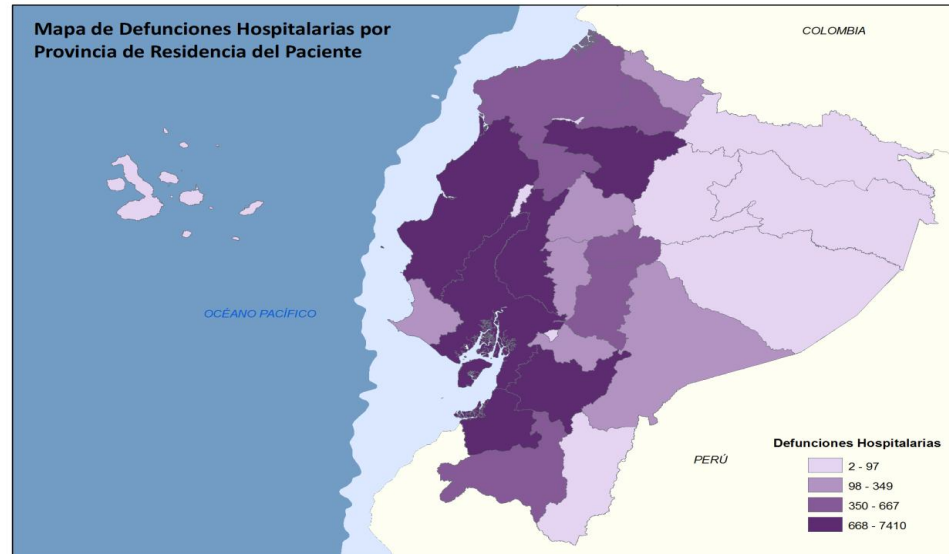 Mapa de Defunciones Hospitalarias por
Provincia de Residencia del Paciente
COLOMBIA
OCÉANO PACÍFICO
PERÚ
Defunciones Hospitalarias
2 - 97
98 - 349
350 - 667
668 - 7410